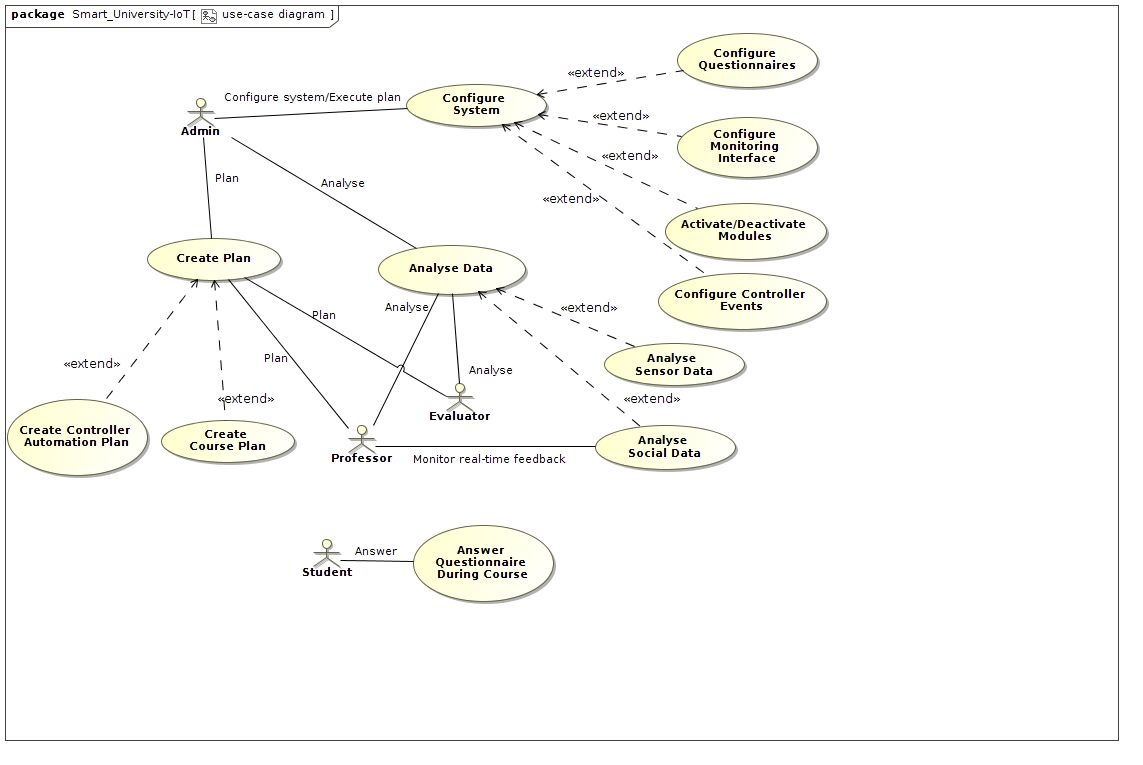 package Smart_University-IoT[ use-case diagram ]
Configure
Questionnaires
«extend»
Configure system/Execute plan
Configure
System
Admin
«extend»
Configure
Monitoring
Interface
«extend»
Plan
Analyse
«extend»
Activate/Deactivate
Modules
Create Plan
Analyse Data
Configure Controller
Events
Analyse
«extend»
Plan
Plan
«extend»
Analyse
Analyse
Sensor Data
«extend»
«extend»
Evaluator
Create Controller
Automation Plan
Create
Course Plan
Professor
Monitor real-time feedback
Analyse
Social Data
Student
Answer
Answer
Questionnaire
During Course